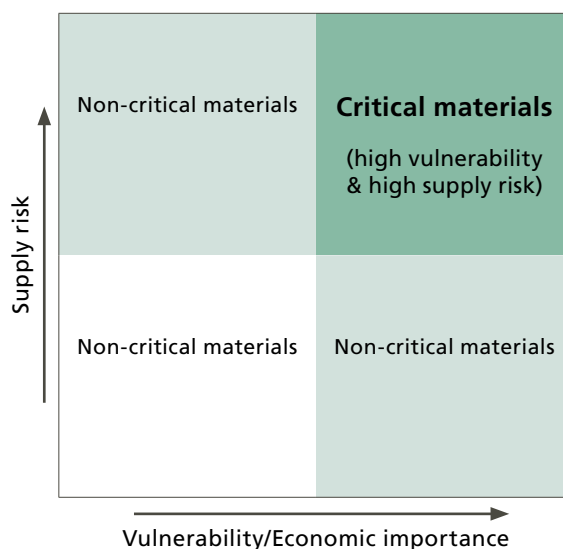 Non-critical materials
Critical materials
(high vulnerability
& high supply risk)
Supply risk
Non-critical materials
Non-critical materials
Vulnerability/Economic importance